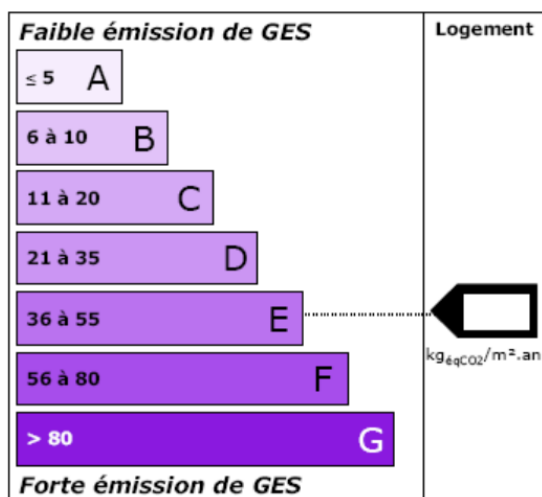 Faible émission de GES
Logement
≤ 5 A
6 à 10 B
11 à 20 C
21 à 35 D
36 à 55 E
kgéqCO2/m².an
56 à 80 F
> 80 G
Forte émission de GES